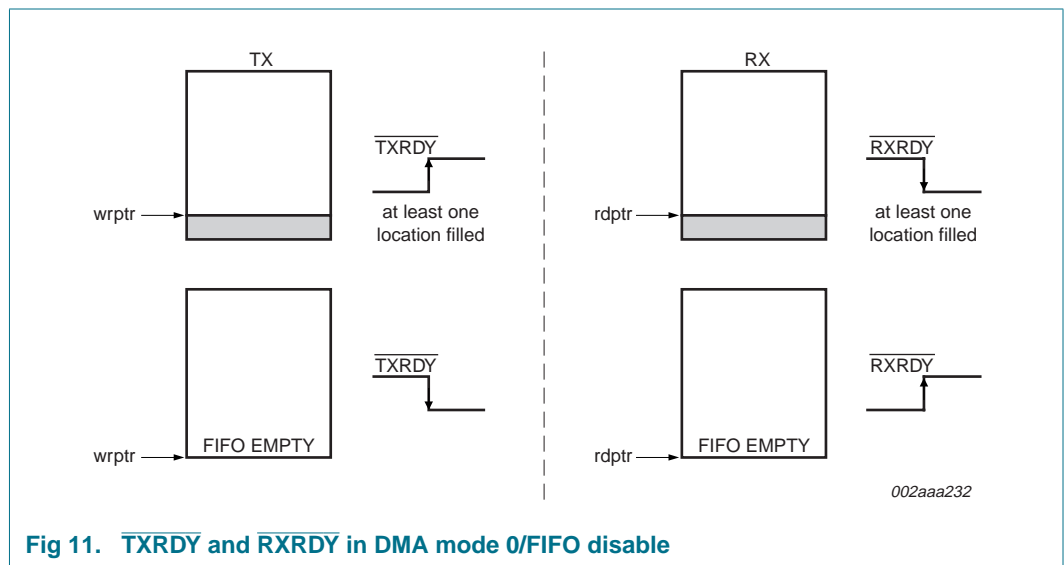 TX
RX
TXRDY
wrptr
at least one
location filled
RXRDY
rdptr
at least one
location filled
TXRDY
wrptr
FIFO EMPTY
RXRDY
rdptr
FIFO EMPTY
002aaa232
Fig 11. TXRDY and RXRDY in DMA mode 0/FIFO disable